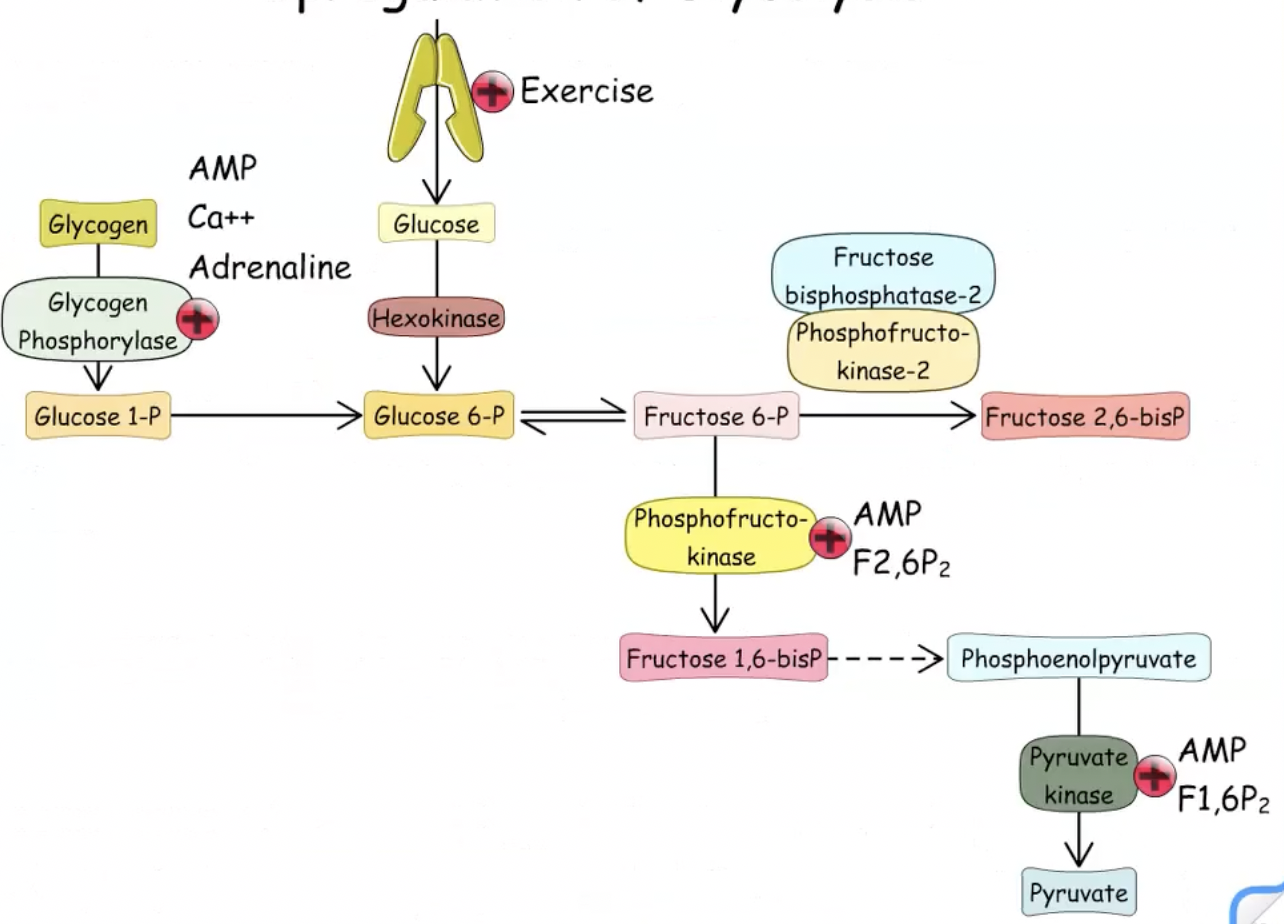 Exercise
AMP
Ca++
Adrenaline
Glycogen
Glucose
Glycogen
Phosphorylase
Hexokinase
Fructose
bisphosphatase-2
Phosphofructo-
kinase-2
Glucose 1-P
Glucose 6-P
Fructose 6-P
Fructose 2,6-bisP
Phosphofructo-
kinase
AMP
F2,6P₂
Fructose 1,6-bisP
Phosphoenolpyruvate
Pyruvate
kinase
AMP
F1,6P₂
Pyruvate